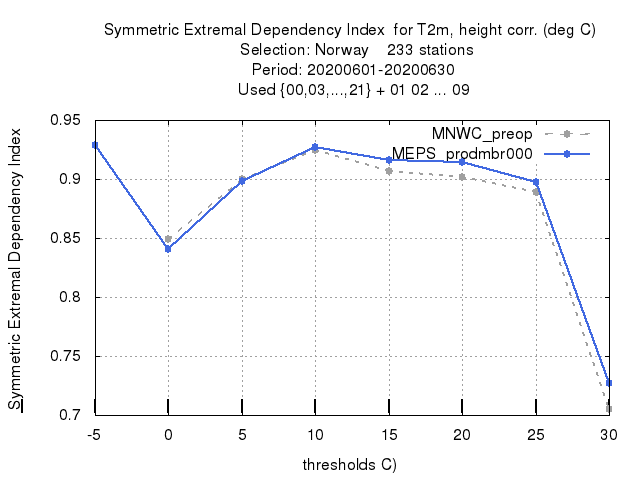 Symmetric Extremal Dependency Index  for T2m, height corr. (deg C)
Selection: Norway    233 stations
Period: 20200601-20200630
Used {00,03,...,21} + 01 02 ... 09
Symmetric Extremal Dependency Index
0.95
0.9
0.85
0.8
0.75
0.7
MNWC_preop
MEPS_prodmbr000
-5 0 5 10 15 20 25 30
thresholds C)